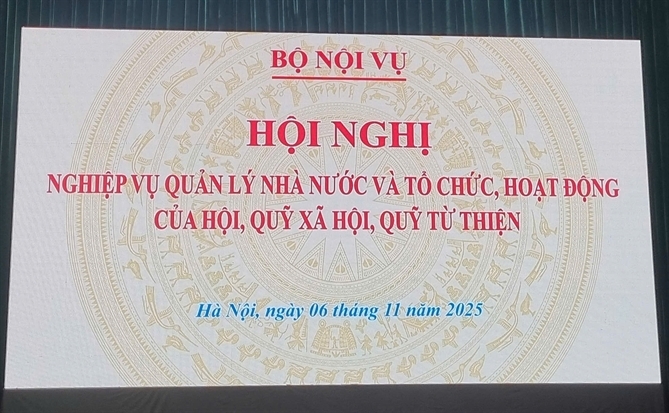 BỘ NỘI VỤ
HỘI NGHỊ
NGHIỆP VỤ QUẢN LÝ NHÀ NƯỚC VÀ TỔ CHỨC, HOẠT ĐỘNG
CỦA HỘI, QUỸ XÃ HỘI, QUỸ TỪ THIỆN
Hà Nội, ngày 06 tháng 11 năm 2025